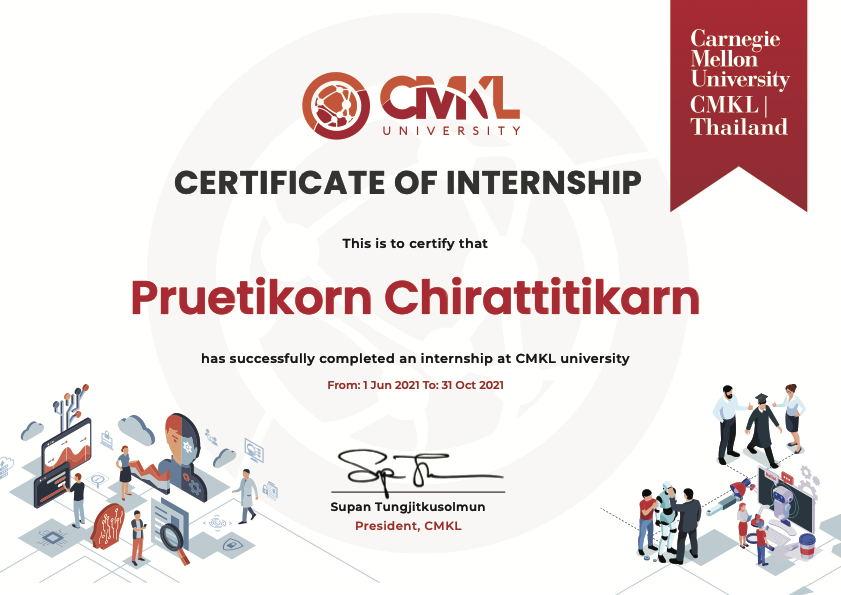 CMKL
UNIVERSITY
Carnegie
Mellon
University
CMKL |
Thailand
CERTIFICATE OF INTERNSHIP
This is to certify that
Pruetikorn Chirattitikarn
has successfully completed an internship at CMKL university
From: 1 Jun 2021 To: 31 Oct 2021
Supan Tungjitkusolmun
President, CMKL